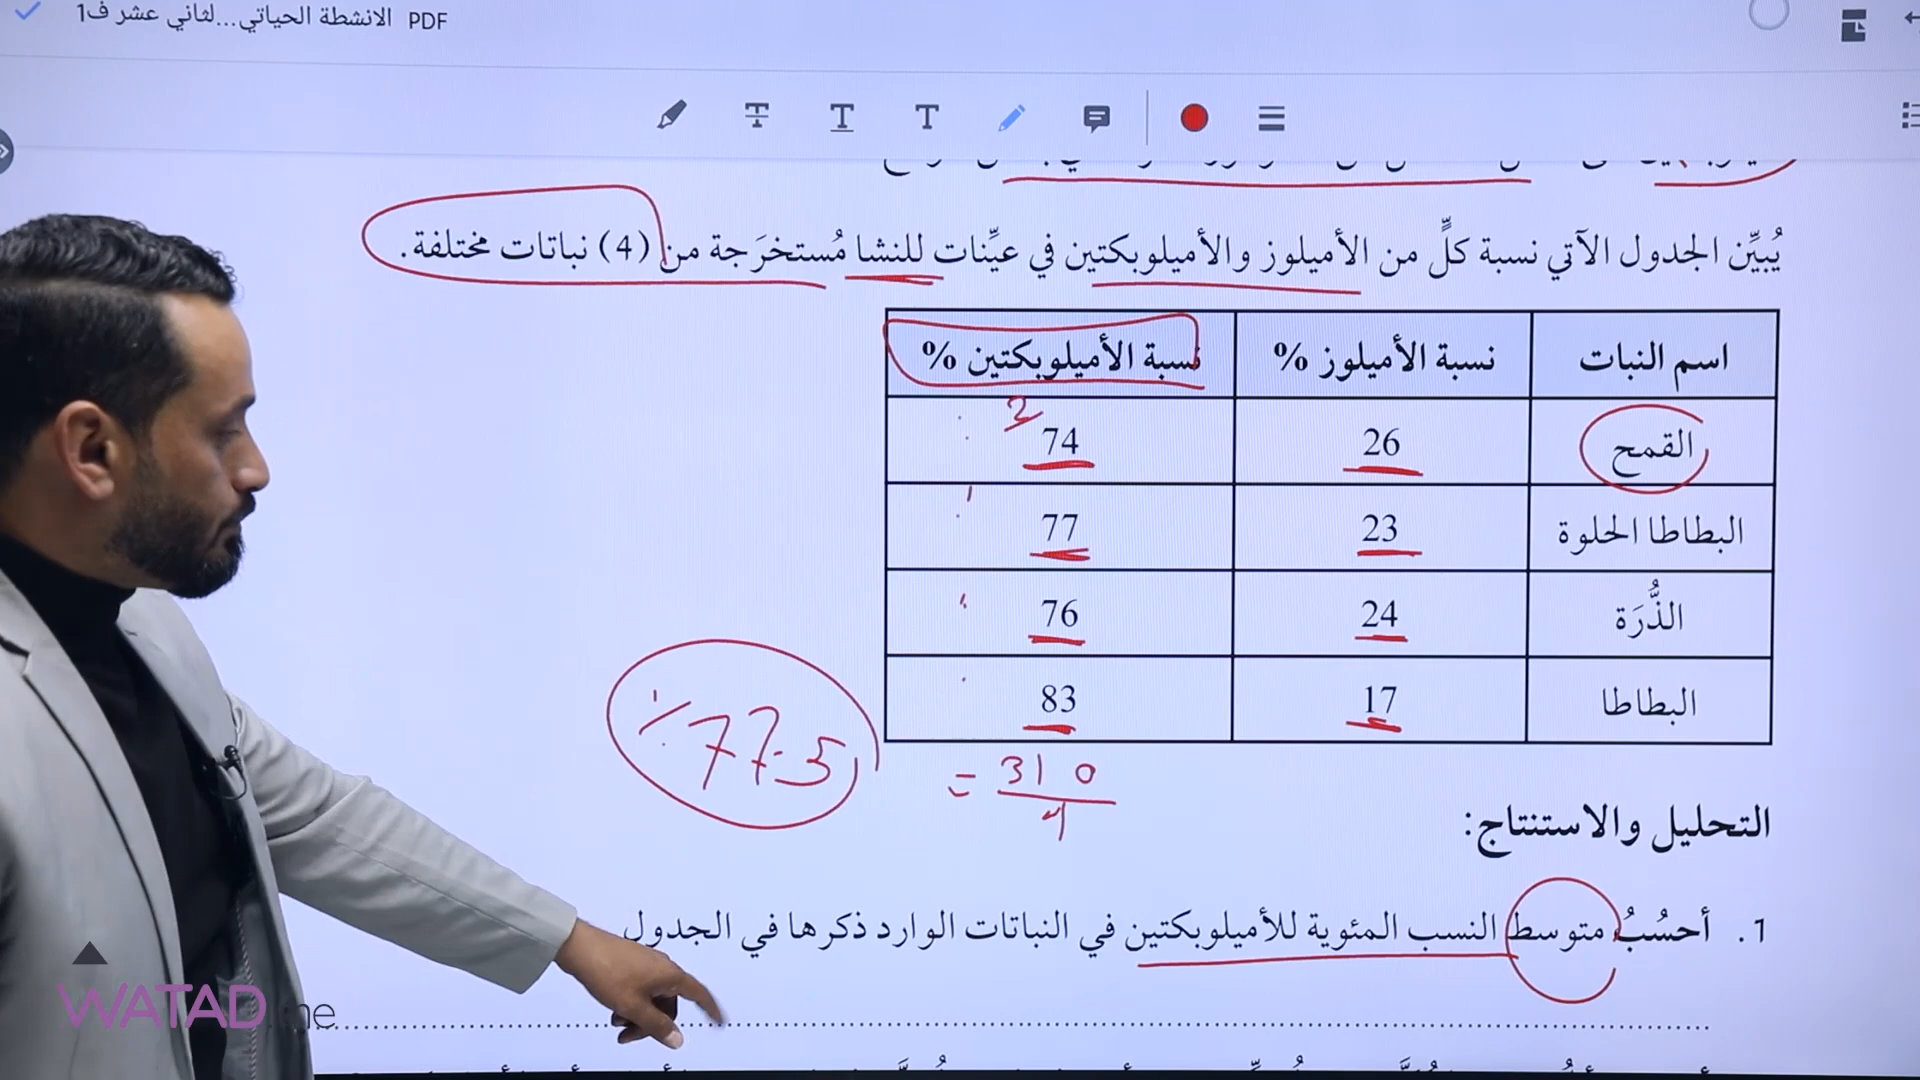 الانشطة الحياتي...لثاني عشر ف1 PDF
يُبيِّن الجدول الآتي نسبة كلٍّ من الأميلوز والأميلوبكتين في عيِّنات للنشا مُستخرَجة من (4) نباتات مختلفة.
اسم النبات نسبة الأميلوز % نسبة الأميلوبكتين %
القمح 26 74
2
البطاطا الحلوة 23 77
الذُّرَة 24 76
البطاطا 17 83
= 310
4
% 77.5
التحليل والاستنتاج:
1. أحسُبُ متوسط النسب المئوية للأميلوبكتين في النباتات الوارد ذكرها في الجدول
WATAD